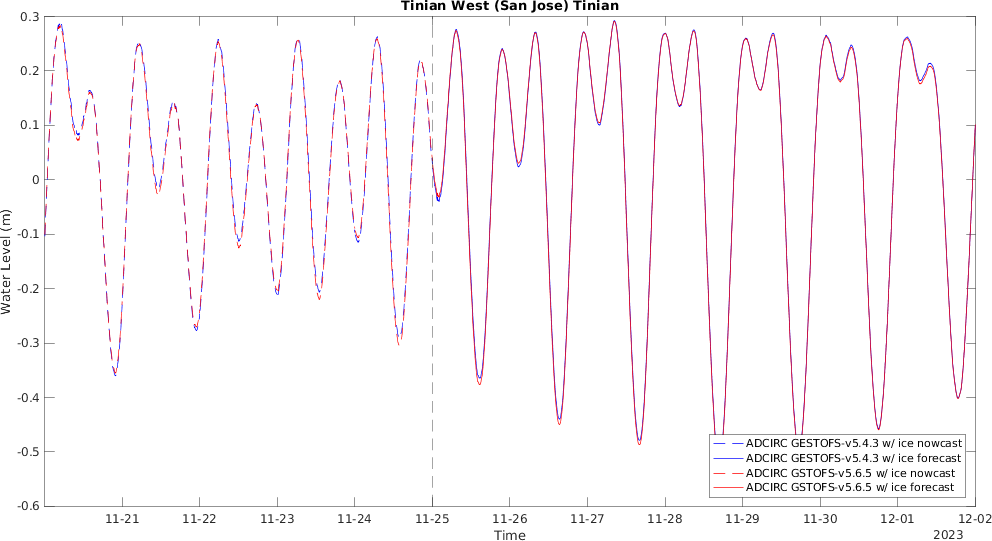 Tinian West (San Jose) Tinian
Water Level (m)
0.3
0.2
0.1
0
-0.1
-0.2
-0.3
-0.4
-0.5
-0.6
ADCIRC GESTOFS-v5.4.3 w/ ice nowcast
ADCIRC GESTOFS-v5.4.3 w/ ice forecast
ADCIRC GSTOFS-v5.6.5 w/ ice nowcast
ADCIRC GSTOFS-v5.6.5 w/ ice forecast
11-21 11-22 11-23 11-24 11-25 11-26 11-27 11-28 11-29 11-30 12-01 12-02
Time
2023